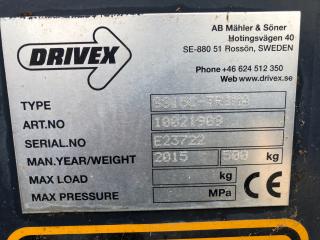 DRIVEX
AB Mähler & Söner
Hotingsvägen 40
SE-880 51 Rossön, SWEDEN
Phone +46 624 512 350
Web www.drivex.se
TYPE
ART.NO 10021989
SERIAL.NO E23722
MAN.YEAR/WEIGHT 2015 500 kg
MAX LOAD kg
MAX PRESSURE MPa
CE